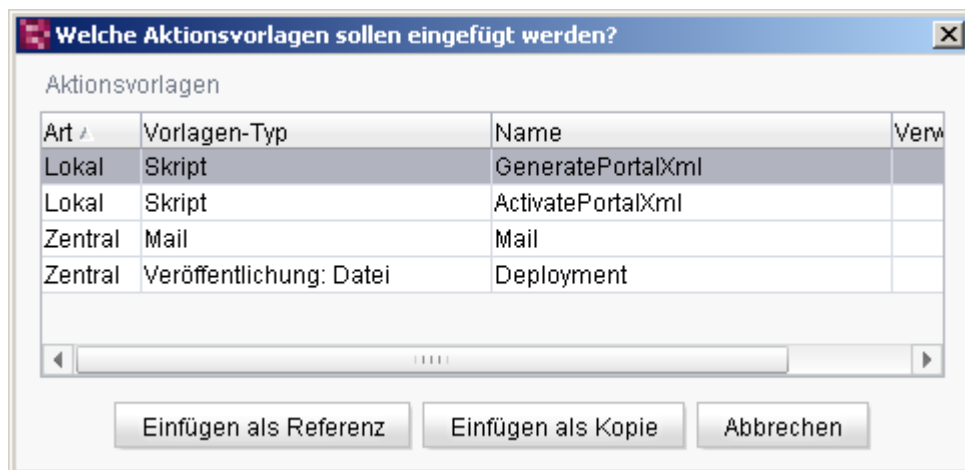 Welche Aktionsvorlagen sollen eingefügt werden?
Aktionsvorlagen
Art Vorlagen-Typ Name Verw
Lokal Skript GeneratePortalXml
Lokal Skript ActivatePortalXml
Zentral Mail Mail
Zentral Veröffentlichung: Datei Deployment
Einfügen als Referenz Einfügen als Kopie Abbrechen